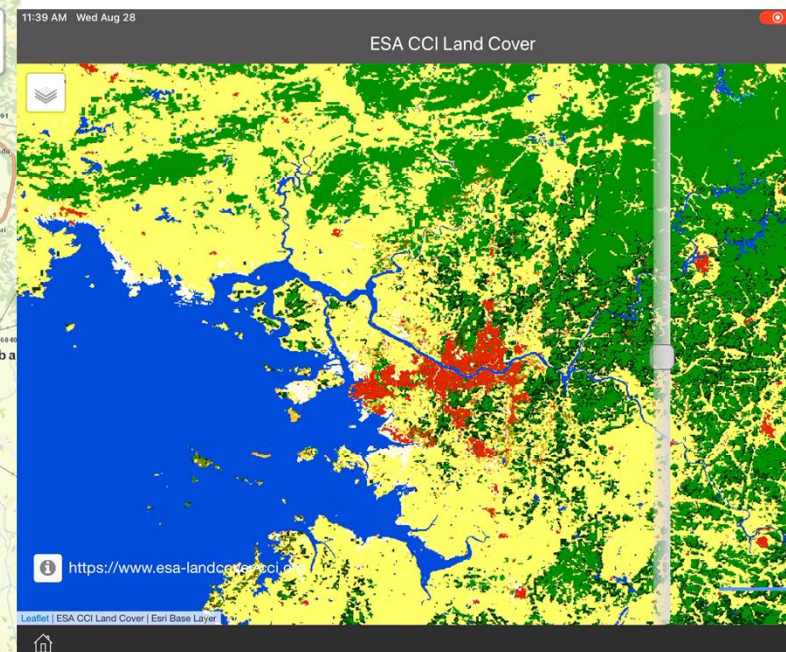 11:39 AM Wed Aug 28
ESA CCI Land Cover
https://www.esa-landcover-cci.org
Leaflet | ESA CCI Land Cover | Esri Base Layer